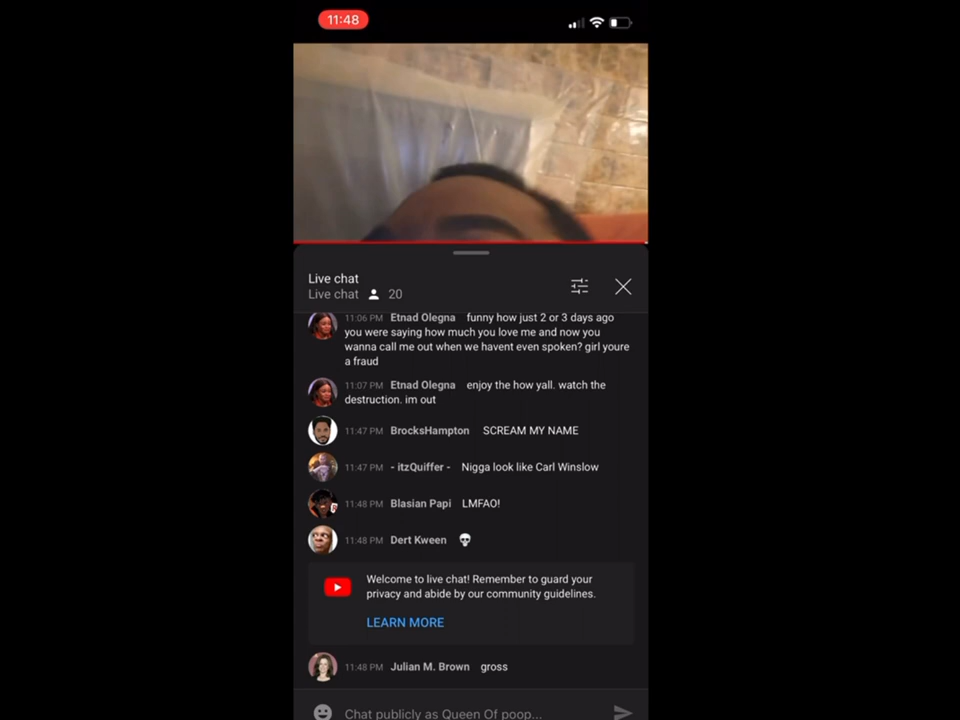 11:48
Live chat
Live chat 20
11:06 PM Etnad Olegna funny how just 2 or 3 days ago
you were saying how much you love me and now you
wanna call me out when we havent even spoken? girl youre
a fraud
11:07 PM Etnad Olegna enjoy the how yall. watch the
destruction. im out
11:47 PM BrocksHampton SCREAM MY NAME
11:47 PM - itzQuiffer - Nigga look like Carl Winslow
11:48 PM Blasian Papi LMFAO!
11:48 PM Dert Kween 💀
Welcome to live chat! Remember to guard your
privacy and abide by our community guidelines.
LEARN MORE
11:48 PM Julian M. Brown gross
Chat publicly as Queen Of poop...